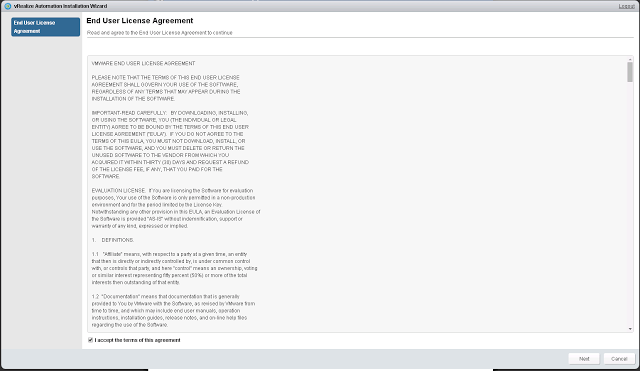 vRealize Automation Installation Wizard
Logout
End User License
Agreement
End User License Agreement
Read and agree to the End User License Agreement to continue
VMWARE END USER LICENSE AGREEMENT
PLEASE NOTE THAT THE TERMS OF THIS END USER LICENSE
AGREEMENT SHALL GOVERN YOUR USE OF THE SOFTWARE,
REGARDLESS OF ANY TERMS THAT MAY APPEAR DURING THE
INSTALLATION OF THE SOFTWARE.
IMPORTANT-READ CAREFULLY: BY DOWNLOADING, INSTALLING,
OR USING THE SOFTWARE, YOU (THE INDIVIDUAL OR LEGAL
ENTITY) AGREE TO BE BOUND BY THE TERMS OF THIS END USER
LICENSE AGREEMENT ("EULA"). IF YOU DO NOT AGREE TO THE
TERMS OF THIS EULA, YOU MUST NOT DOWNLOAD, INSTALL, OR
USE THE SOFTWARE, AND YOU MUST DELETE OR RETURN THE
UNUSED SOFTWARE TO THE VENDOR FROM WHICH YOU
ACQUIRED IT WITHIN THIRTY (30) DAYS AND REQUEST A REFUND
OF THE LICENSE FEE, IF ANY, THAT YOU PAID FOR THE
SOFTWARE.
EVALUATION LICENSE. If You are licensing the Software for evaluation
purposes, Your use of the Software is only permitted in a non-production
environment and for the period limited by the License Key.
Notwithstanding any other provision in this EULA, an Evaluation License of
the Software is provided "AS-IS" without indemnification, support or
warranty of any kind, expressed or implied.
1. DEFINITIONS.
1.1 "Affiliate" means, with respect to a party at a given time, an entity
that then is directly or indirectly controlled by, is under common control
with, or controls that party, and here "control" means an ownership, voting
or similar interest representing fifty percent (50%) or more of the total
interests then outstanding of that entity.
1.2 "Documentation" means that documentation that is generally
provided to You by VMware with the Software, as revised by VMware from
time to time, and which may include end user manuals, operation
instructions, installation guides, release notes, and on-line help files
regarding the use of the Software.
I accept the terms of this agreement
Next
Cancel